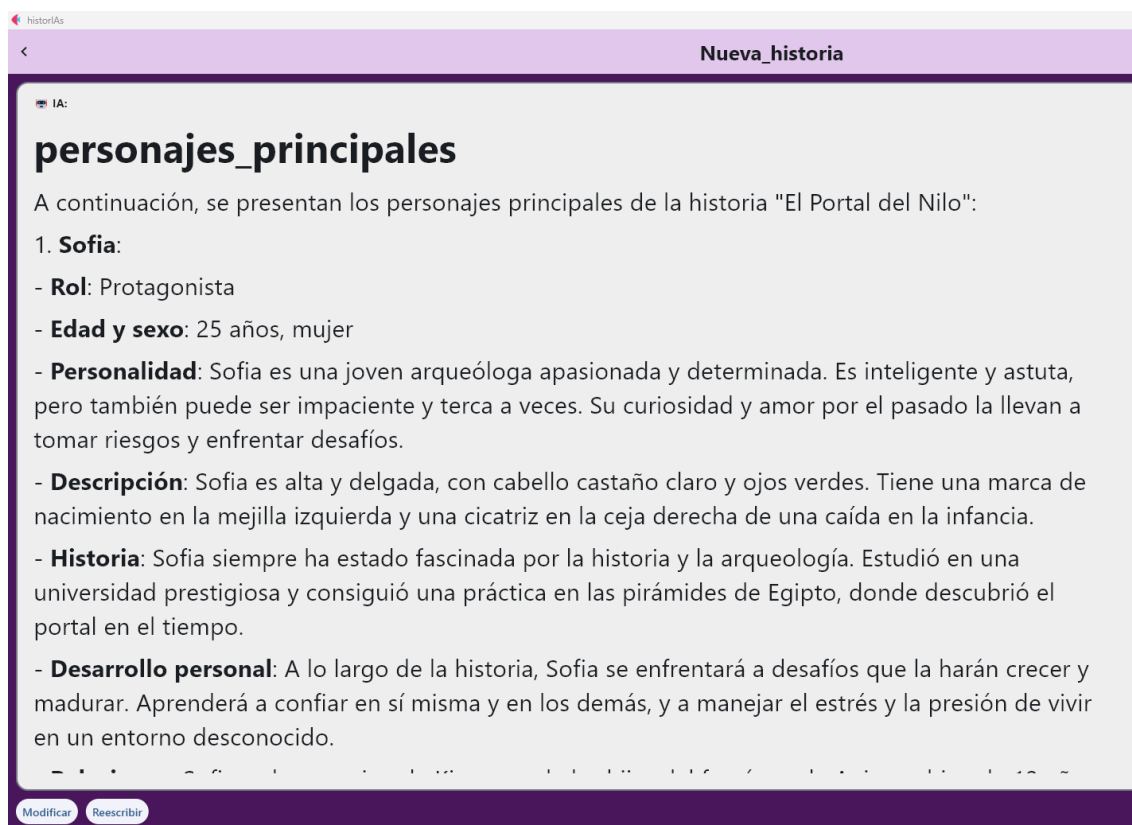 historIAs
Nueva_historia
IA:
personajes_principales
A continuación, se presentan los personajes principales de la historia "El Portal del Nilo":
1. Sofia:
- Rol: Protagonista
- Edad y sexo: 25 años, mujer
- Personalidad: Sofia es una joven arqueóloga apasionada y determinada. Es inteligente y astuta,
pero también puede ser impaciente y terca a veces. Su curiosidad y amor por el pasado la llevan a
tomar riesgos y enfrentar desafíos.
- Descripción: Sofia es alta y delgada, con cabello castaño claro y ojos verdes. Tiene una marca de
nacimiento en la mejilla izquierda y una cicatriz en la ceja derecha de una caída en la infancia.
- Historia: Sofia siempre ha estado fascinada por la historia y la arqueología. Estudió en una
universidad prestigiosa y consiguió una práctica en las pirámides de Egipto, donde descubrió el
portal en el tiempo.
- Desarrollo personal: A lo largo de la historia, Sofia se enfrentará a desafíos que la harán crecer y
madurar. Aprenderá a confiar en sí misma y en los demás, y a manejar el estrés y la presión de vivir
en un entorno desconocido.
Modificar
Reescribir